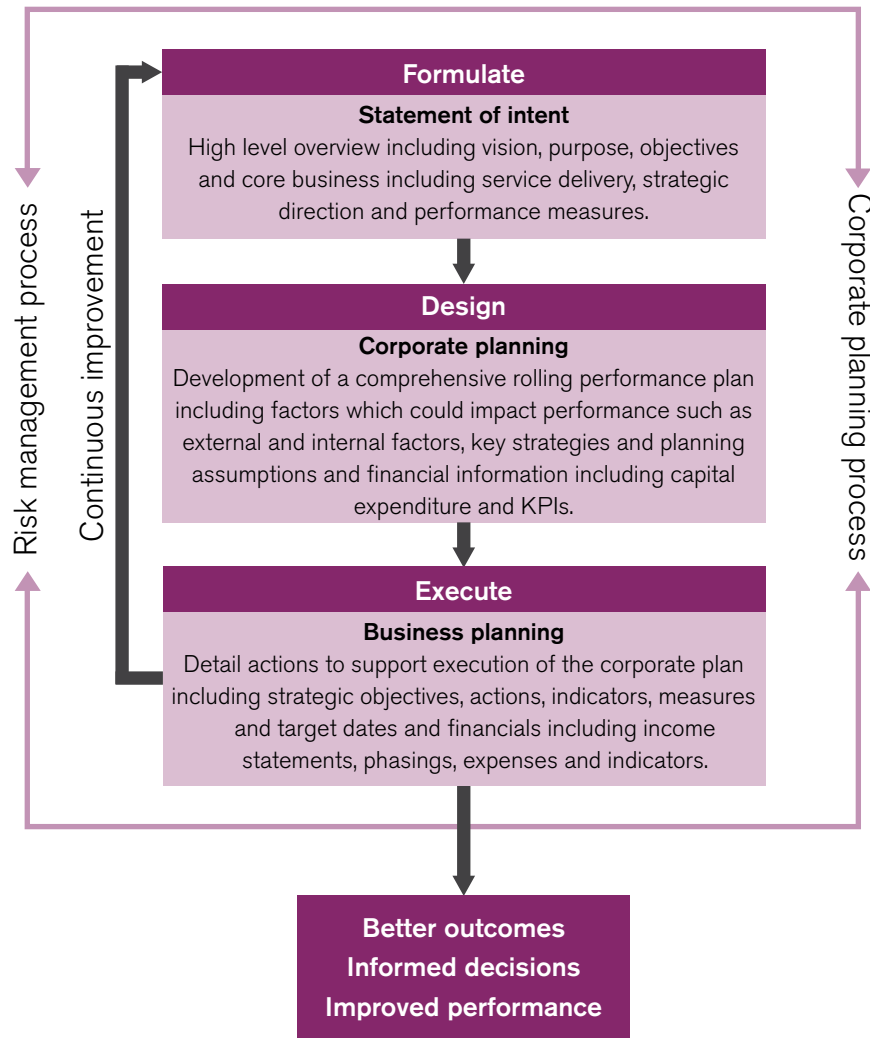 Formulate
Statement of intent
High level overview including vision, purpose, objectives
and core business including service delivery, strategic
direction and performance measures.
Design
Corporate planning
Development of a comprehensive rolling performance plan
including factors which could impact performance such as
external and internal factors, key strategies and planning
assumptions and financial information including capital
expenditure and KPIs.
Execute
Business planning
Detail actions to support execution of the corporate plan
including strategic objectives, actions, indicators, measures
and target dates and financials including income
statements, phasings, expenses and indicators.
Better outcomes
Informed decisions
Improved performance
Risk management process
Continuous improvement
Corporate planning process